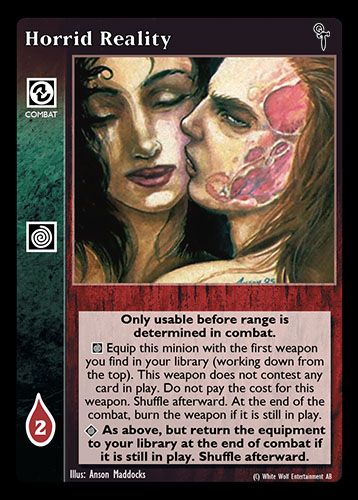 Horrid Reality
COMBAT
Anson 95
Only usable before range is
determined in combat.
Equip this minion with the first weapon
you find in your library (working down from
the top). This weapon does not contest any
card in play. Do not pay the cost for this
weapon. Shuffle afterward. At the end of the
combat, burn the weapon if it is still in play.
As above, but return the equipment
to your library at the end of combat if
it is still in play. Shuffle afterward.
2
Illus: Anson Maddocks
(C) White Wolf Entertainment AB